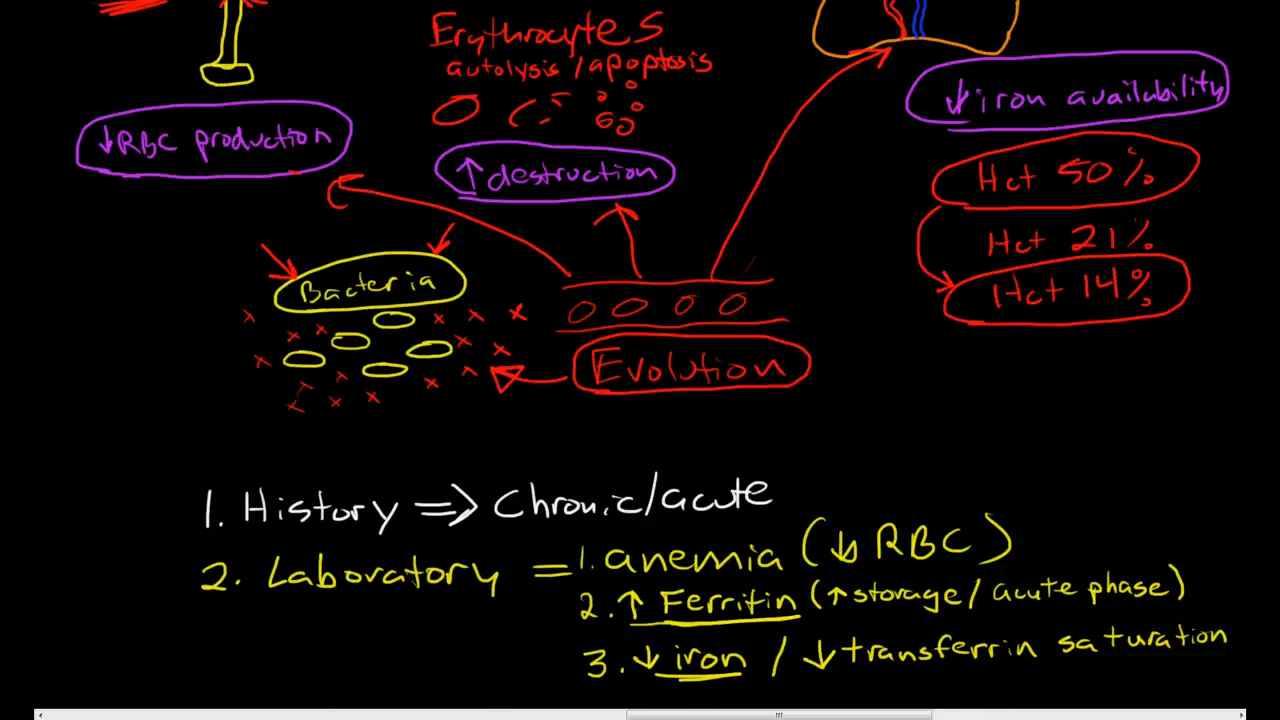 Erythrocytes
autolysis/apoptosis
↓iron availability
↓RBC production
↑destruction
Hct 50%
Hct 21%
Hct 14%
Bacteria
Evolution
1. History => Chronic/acute
2. Laboratory = 1. anemia (↓ RBC)
2. ↑ Ferritin (↑storage/acute phase)
3. ↓ iron / ↓ transferrin saturation